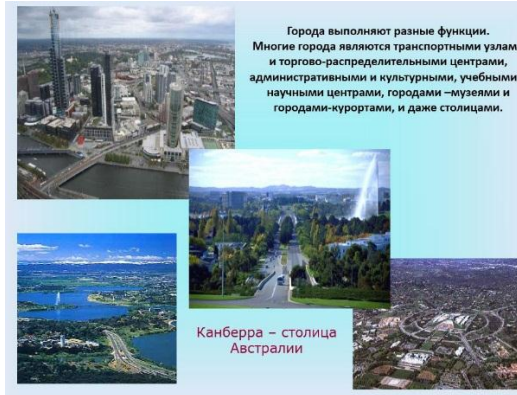 Города выполняют разные функции.
Многие города являются транспортными узлам
и торгово-распределительными центрами,
административными и культурными, учебными
научными центрами, городами –музеями и
городами-курортами, и даже столицами.
Канберра – столица
Австралии